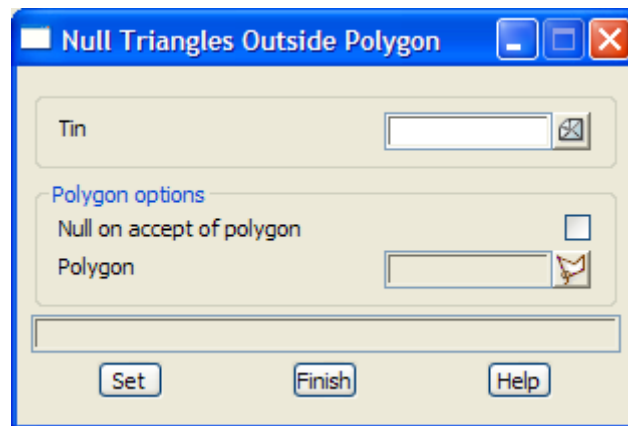 Null Triangles Outside Polygon
Tin
Polygon options
Null on accept of polygon
Polygon
Set Finish Help